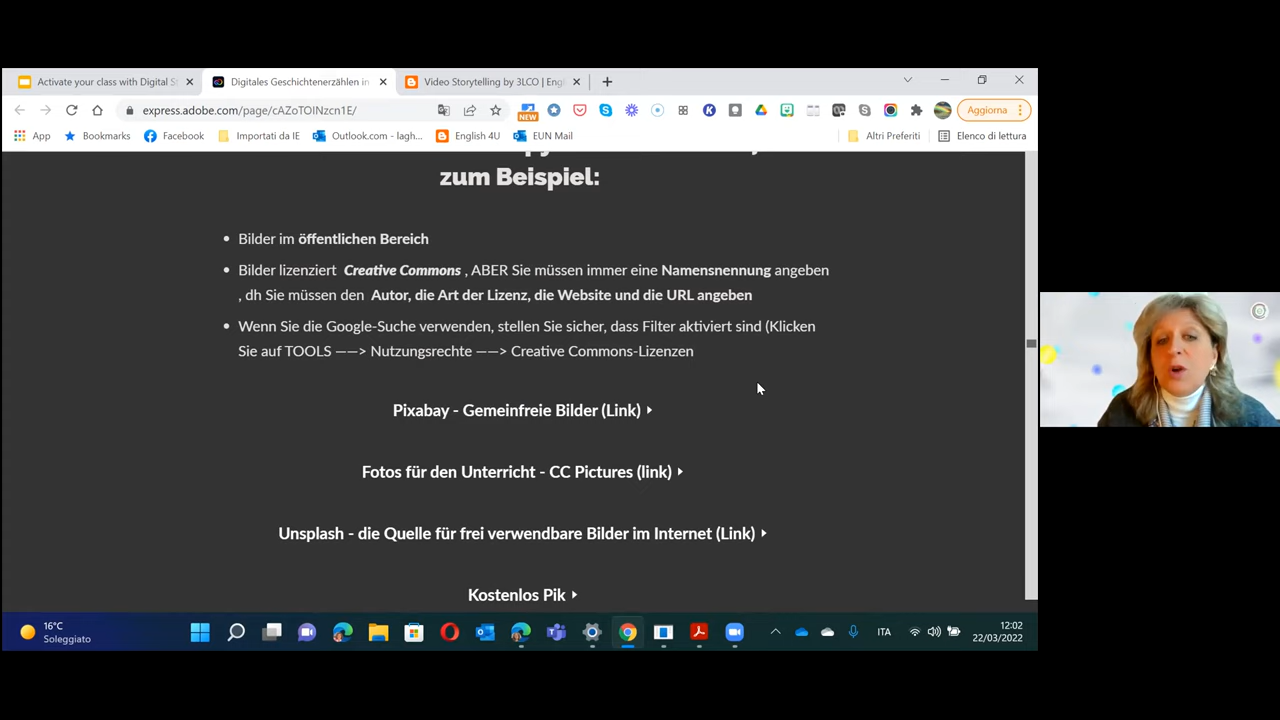 Activate your class with Digital S
Digitales Geschichtenerzählen in
Video Storytelling by 3LCO | Eng
express.adobe.com/page/cAZoTOINzcn1E/
NEW
Aggiorna
App
Bookmarks
Facebook
Importati da IE
Outlook.com - lagh...
English 4U
EUN Mail
Altri Preferiti
Elenco di lettura
zum Beispiel:
• Bilder im öffentlichen Bereich
• Bilder lizenziert Creative Commons , ABER Sie müssen immer eine Namensnennung angeben
, dh Sie müssen den Autor, die Art der Lizenz, die Website und die URL angeben
• Wenn Sie die Google-Suche verwenden, stellen Sie sicher, dass Filter aktiviert sind (Klicken
Sie auf TOOLS ——> Nutzungsrechte ——> Creative Commons-Lizenzen
Pixabay - Gemeinfreie Bilder (Link)
Fotos für den Unterricht - CC Pictures (link)
Unsplash - die Quelle für frei verwendbare Bilder im Internet (Link)
Kostenlos Pik
16°C
Soleggiato
ITA
12:02
22/03/2022